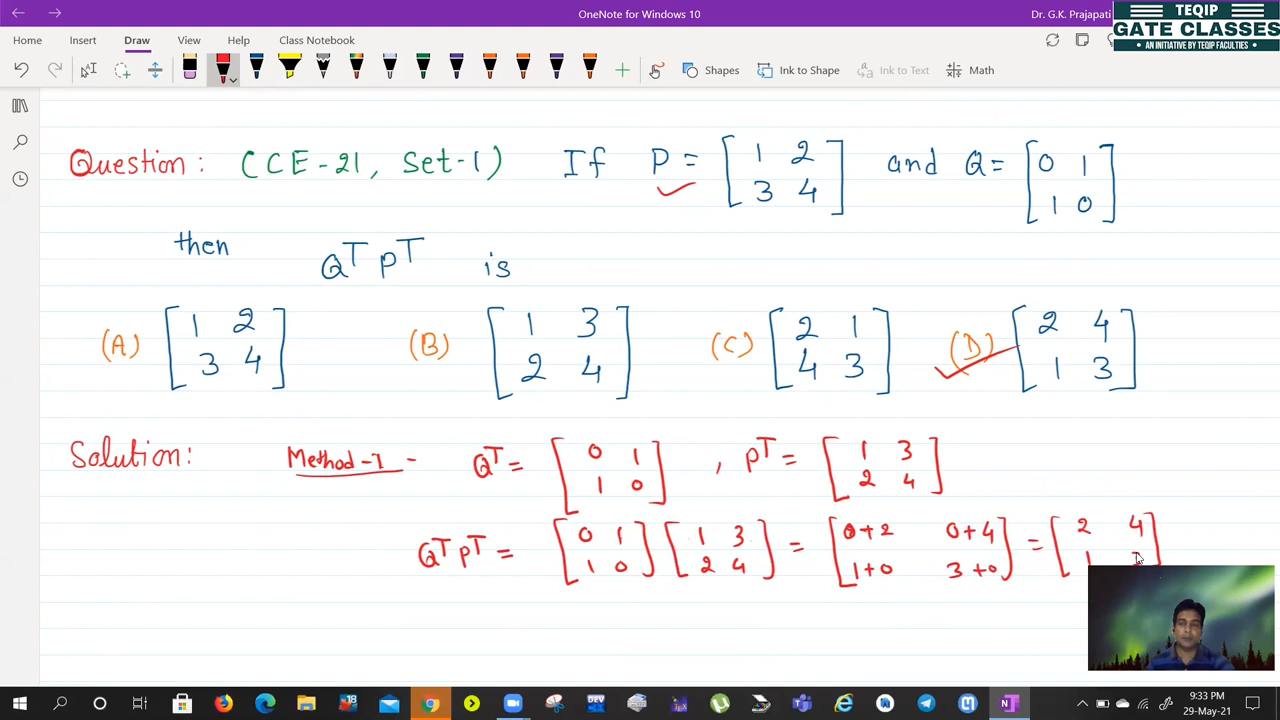 OneNote for Windows 10
Dr. G.K. Prajapati
TEQIP
GATE CLASSES
AN INITIATIVE BY TEQIP FACULTIES
Home Insert Draw View Help Class Notebook
Shapes Ink to Shape Ink to Text Math
Question: (CCE-21, Set-1) If P = [1 2 and Q = [0 1
3 4] 1 0]
then Q^T P^T is
(A) [1 2 (B) [1 3 (C) [2 1 (D) [2 4
3 4] 2 4] 4 3] 1 3]
Solution: Method-1 - Q^T = [0 1 , P^T = [1 3
1 0] 2 4]
Q^T P^T = [0 1 [1 3 = [0+2 0+4 = [2 4
1 0] 2 4] 1+0 3+0] 1
9:33 PM
29-May-21